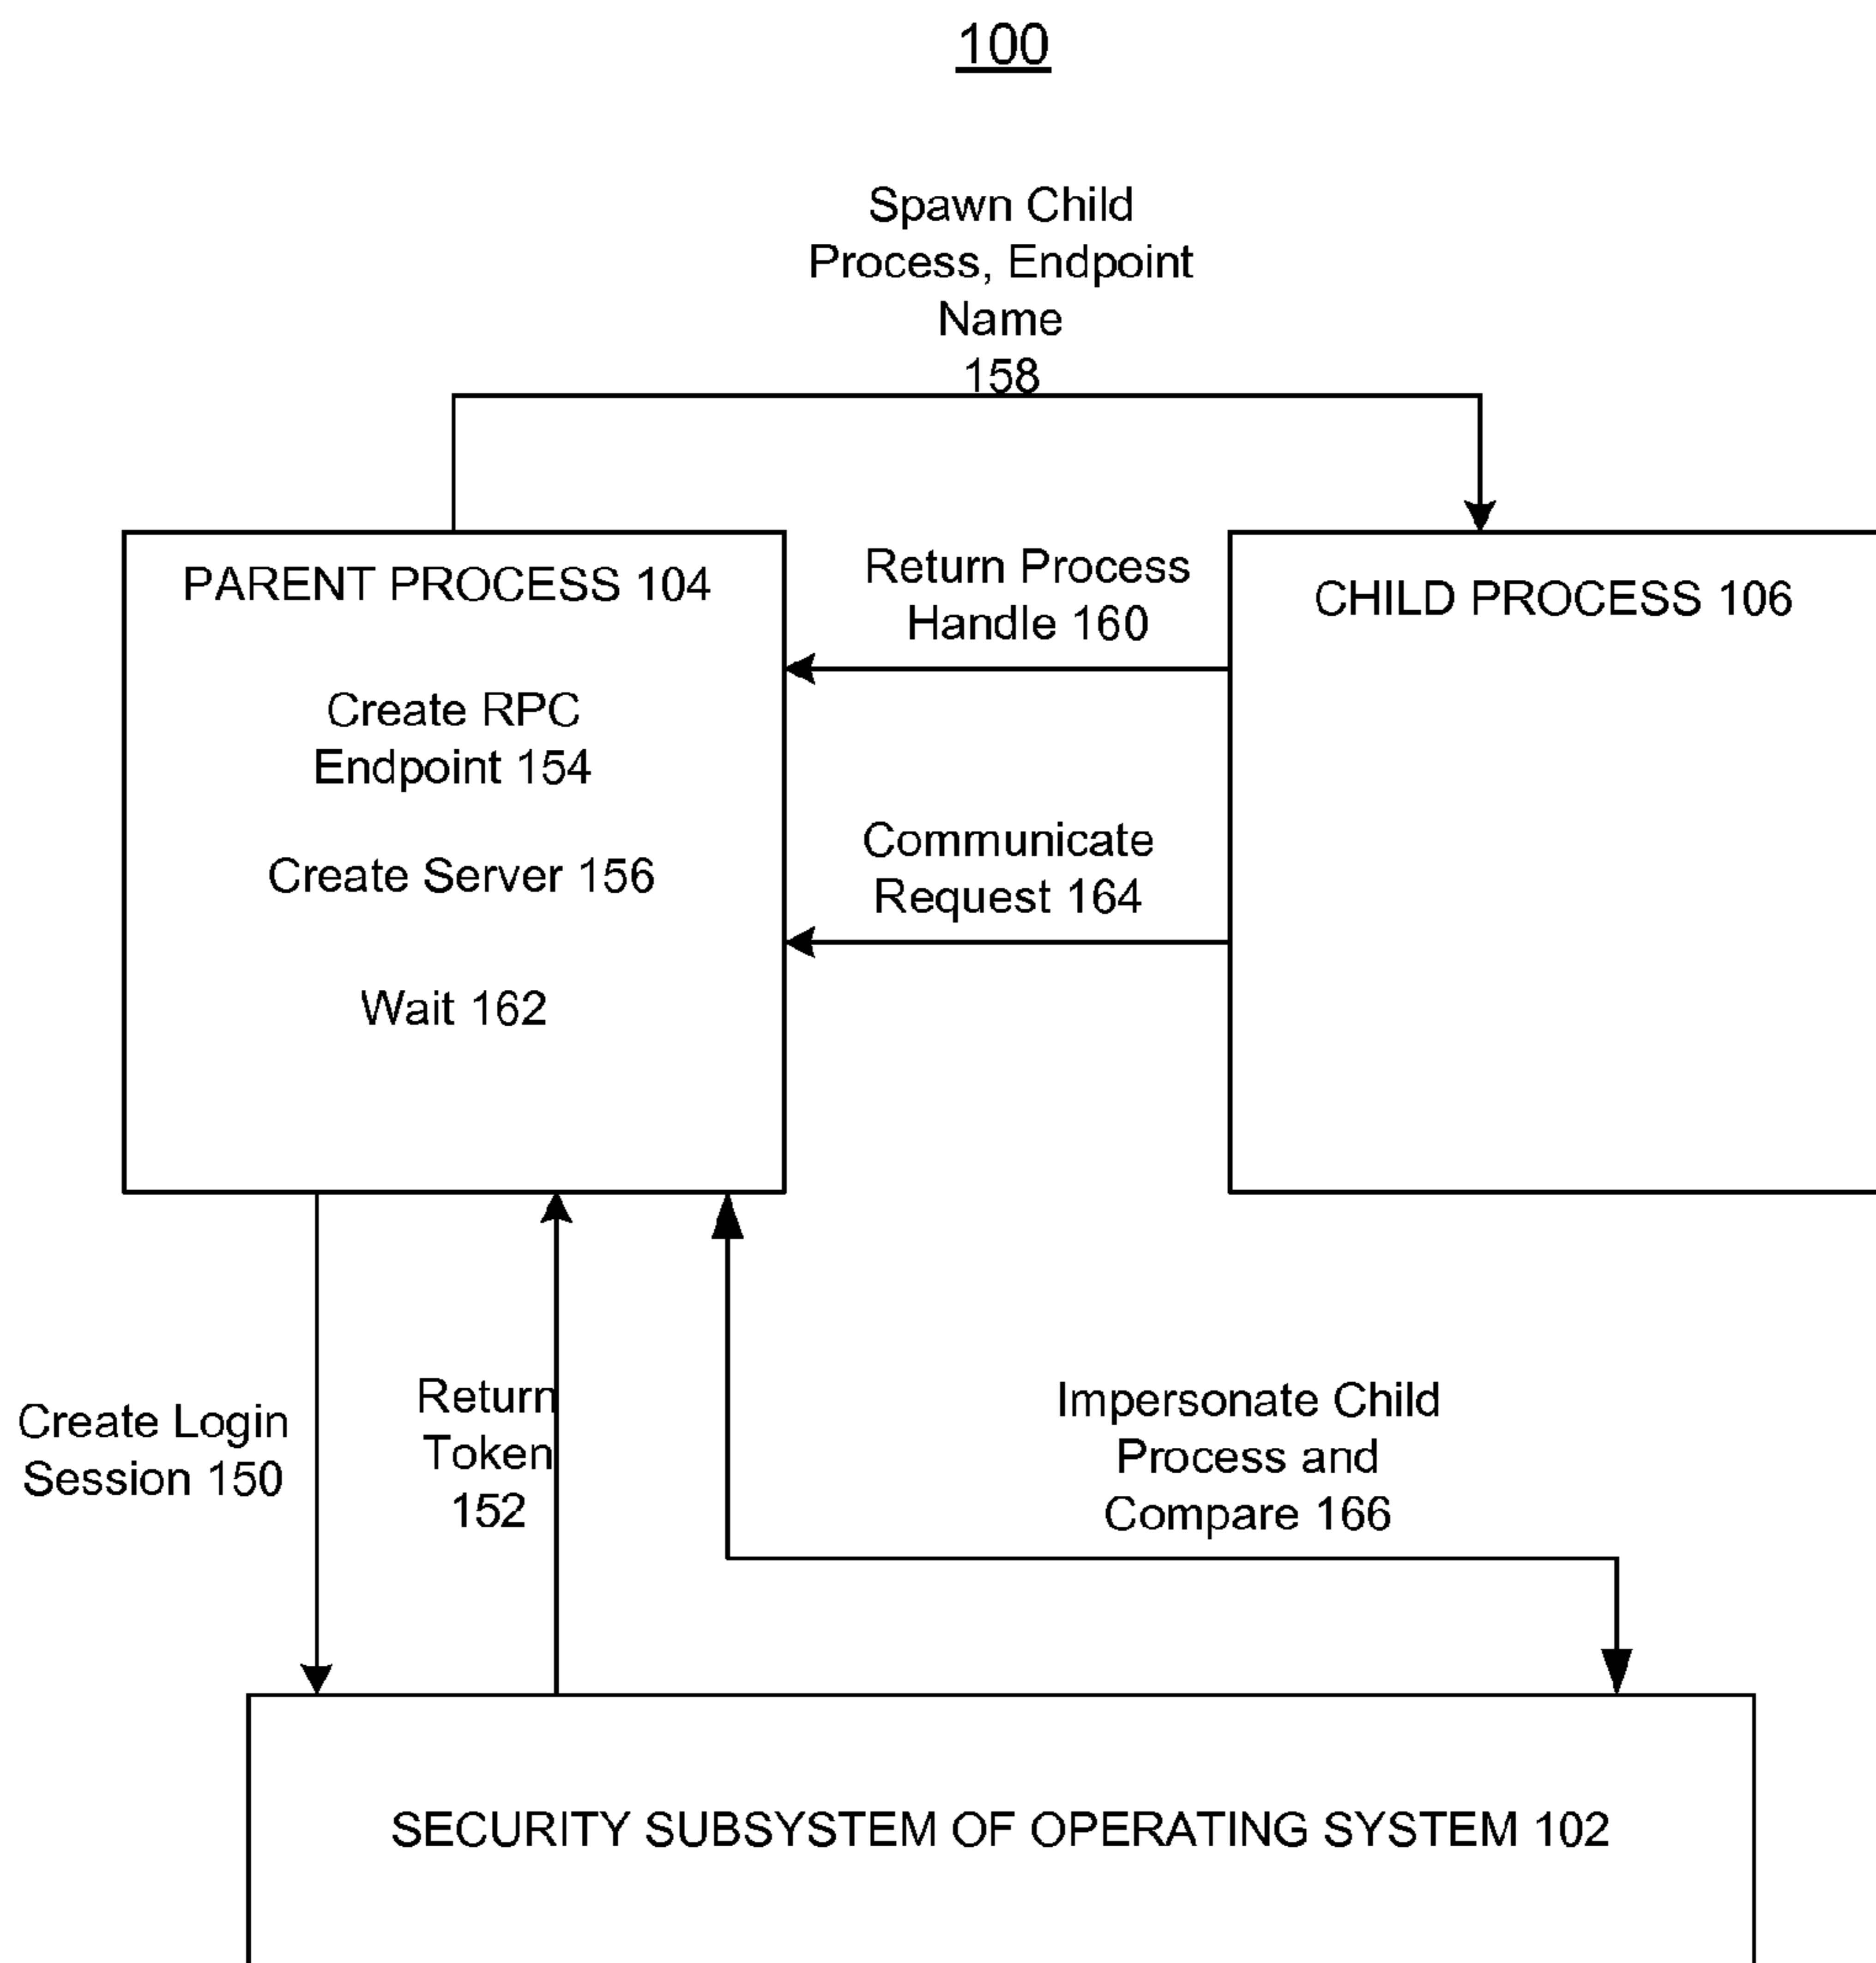 100
Spawn Child
Process, Endpoint
Name
158
PARENT PROCESS 104
Create RPC
Endpoint 154
Create Server 156
Wait 162
Return Process
Handle 160
Communicate
Request 164
CHILD PROCESS 106
Create Login
Session 150
Return
Token
152
Impersonate Child
Process and
Compare 166
SECURITY SUBSYSTEM OF OPERATING SYSTEM 102